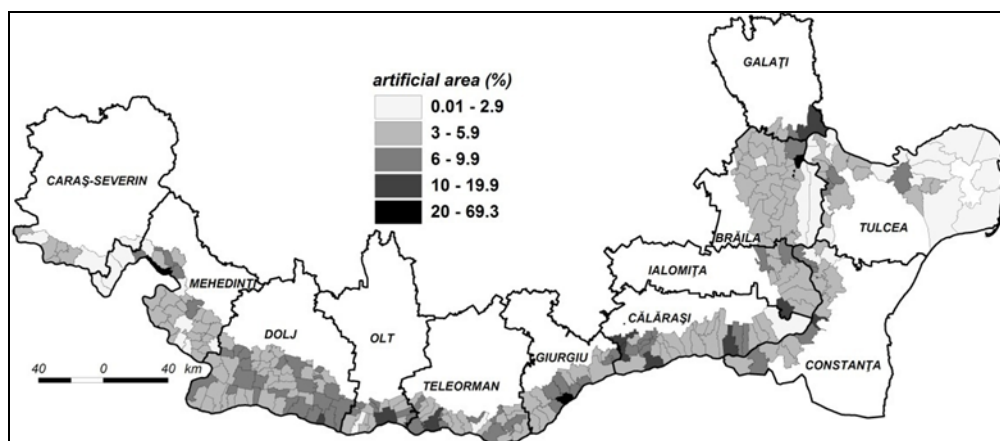 GALAȚI
artificial area (%)
0.01 - 2.9
3 - 5.9
6 - 9.9
10 - 19.9
20 - 69.3
CARAȘ-SEVERIN
TULCEA
BRĂILA
IALOMIȚA
MEHEDINȚI
CĂLĂRAȘI
DOLJ
OLT
GIURGIU
CONSTANȚA
TELEORMAN
40 0 40 km